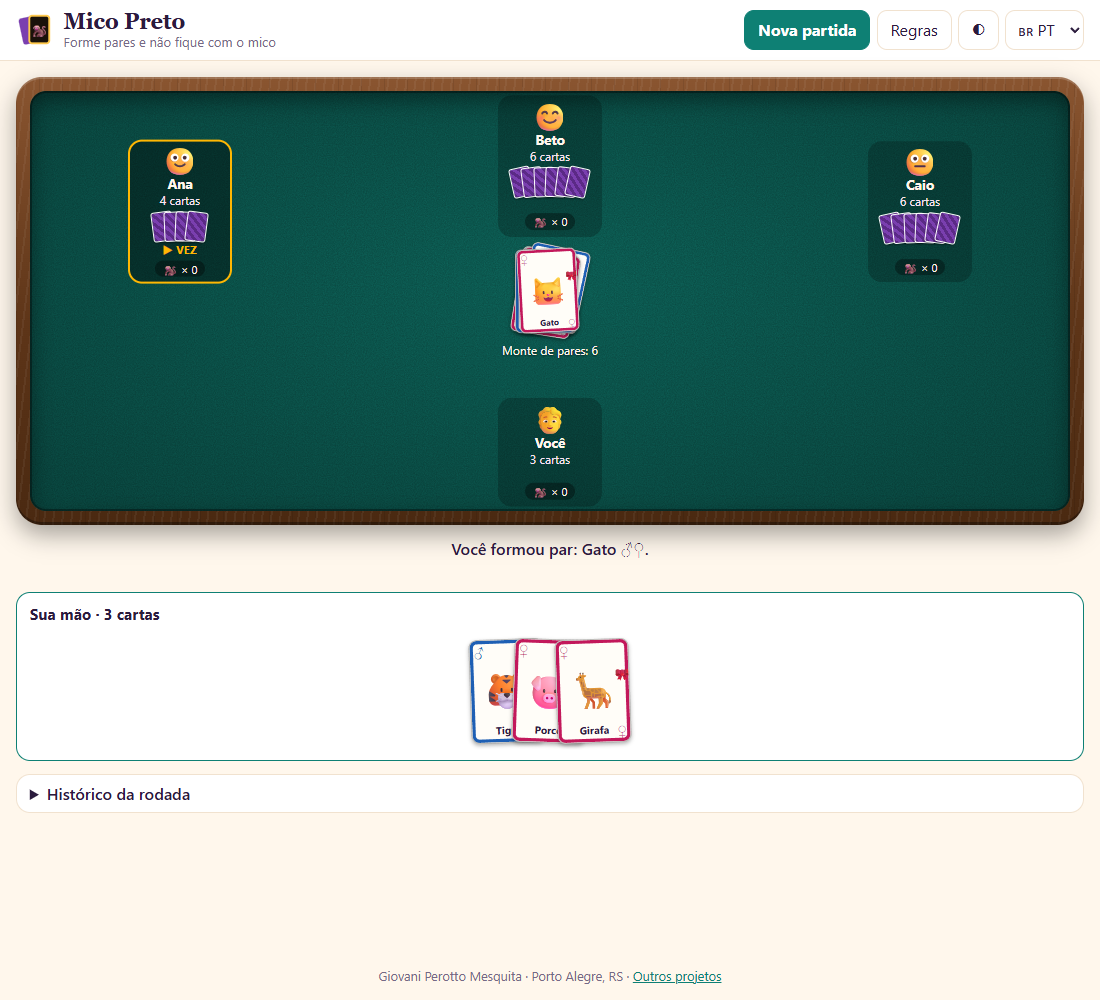 Mico Preto
Forme pares e não fique com o mico
Nova partida
Regras
BR PT
Beto
6 cartas
× 0
Ana
4 cartas
▶ VEZ
× 0
Caio
6 cartas
× 0
Gato
Monte de pares: 6
Você
3 cartas
× 0
Você formou par: Gato ♂♀.
Sua mão · 3 cartas
Tig
Porc
Girafa
▶ Histórico da rodada
Giovani Perotto Mesquita · Porto Alegre, RS · Outros projetos